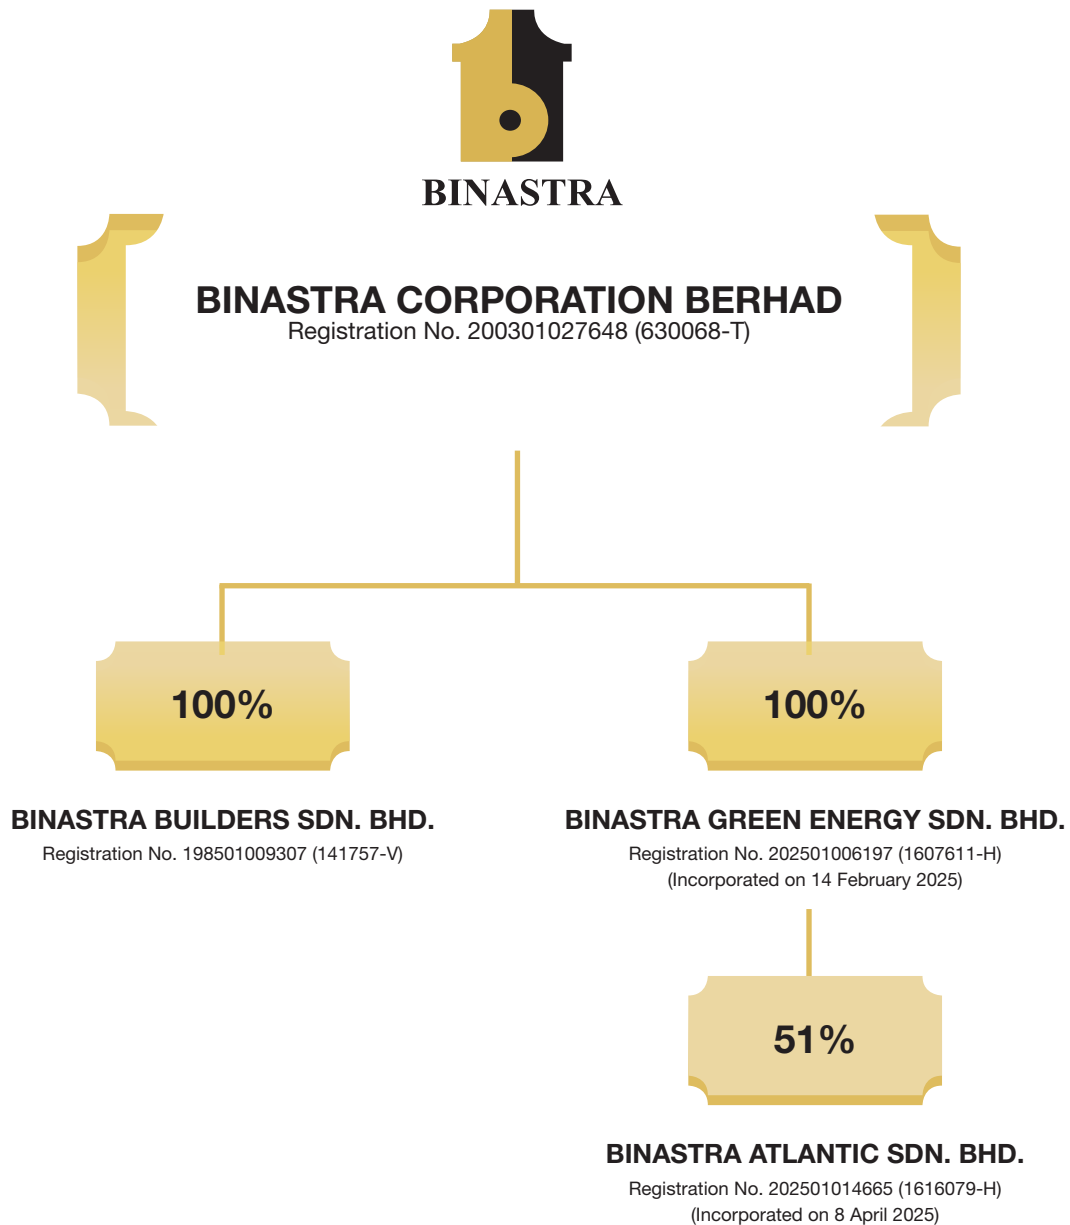 BINASTRA
BINASTRA CORPORATION BERHAD
Registration No. 200301027648 (630068-T)
100%
BINASTRA BUILDERS SDN. BHD.
Registration No. 198501009307 (141757-V)
100%
BINASTRA GREEN ENERGY SDN. BHD.
Registration No. 202501006197 (1607611-H)
(Incorporated on 14 February 2025)
51%
BINASTRA ATLANTIC SDN. BHD.
Registration No. 202501014665 (1616079-H)
(Incorporated on 8 April 2025)